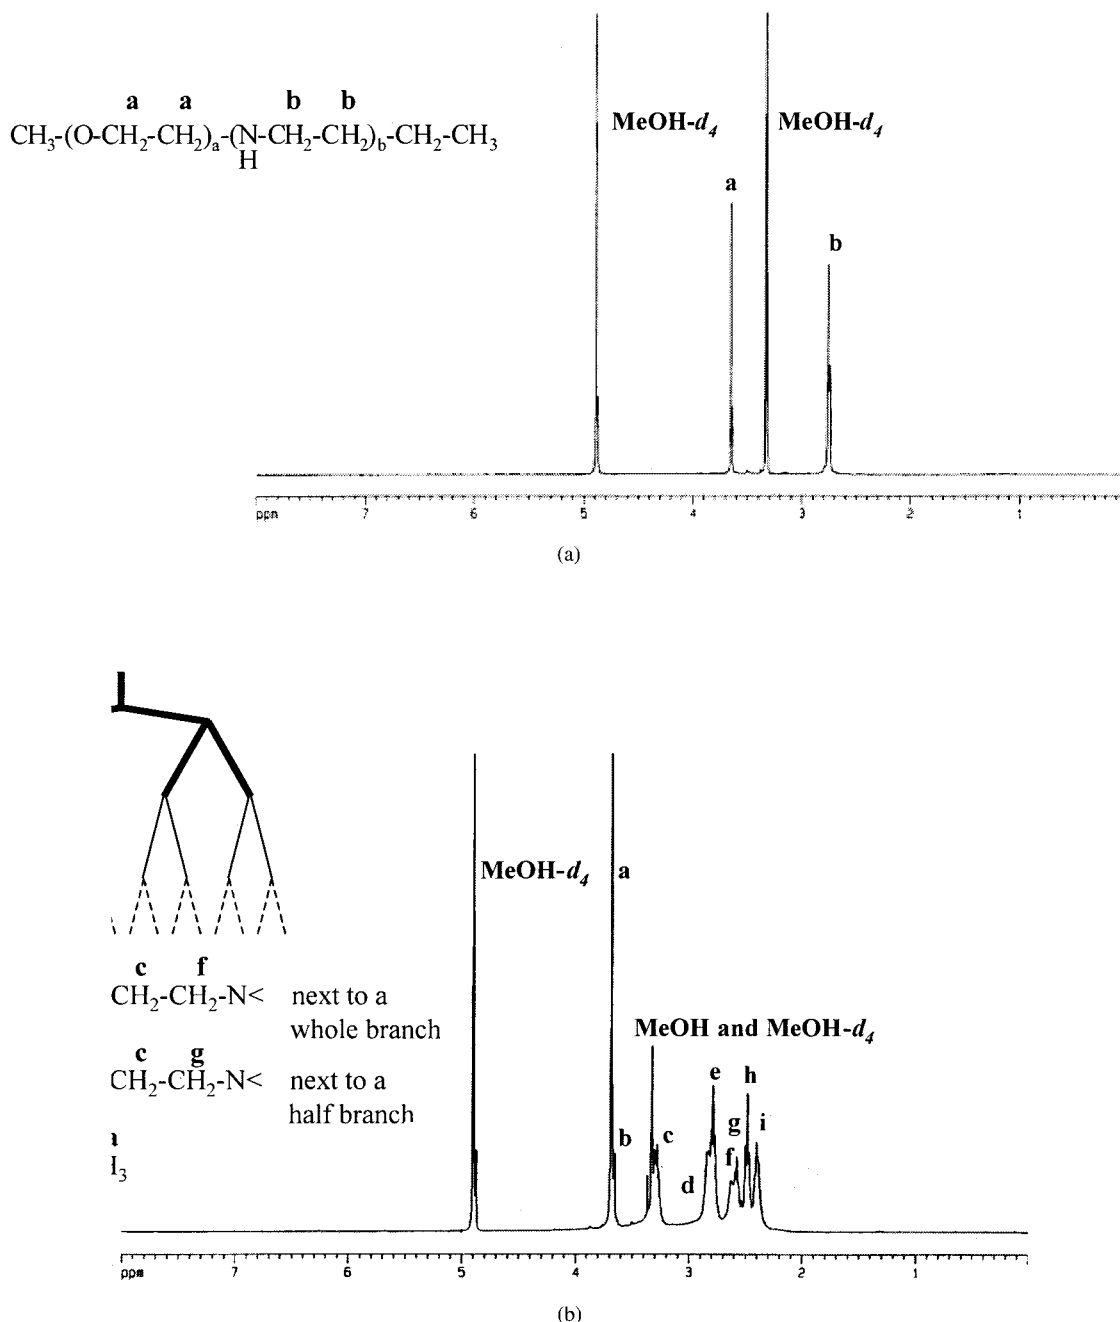 a a b b
CH3-(O-CH2-CH2)a-(N-CH2-CH2)b-CH2-CH3
H
MeOH-d4 MeOH-d4
a
b
ppm 7 5 4 3 2 1
(a)
MeOH-d4 a
c f
CH2-CH2-N< next to a
whole branch
MeOH and MeOH-d4
c g
CH2-CH2-N< next to a
half branch
b c d e f g h i
ppm 7 6 5 4 3 2 1
(b)